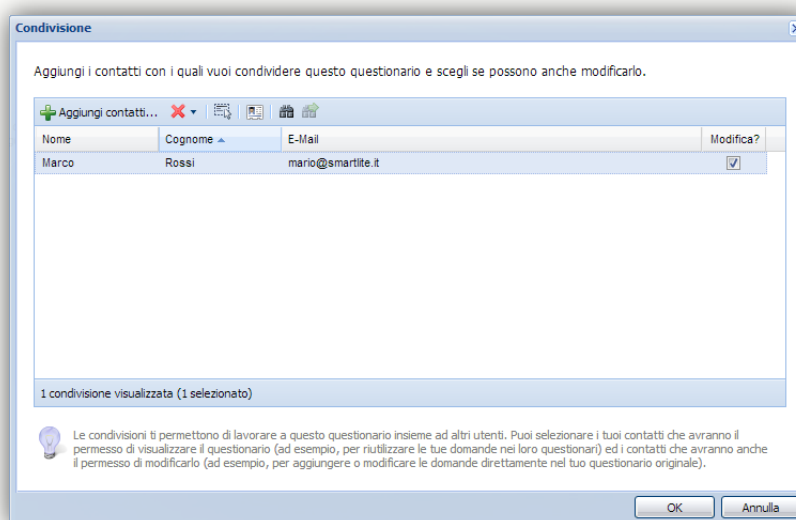 Condivisione
Aggiungi i contatti con i quali vuoi condividere questo questionario e scegli se possono anche modificarlo.
Aggiungi contatti...
Nome Cognome E-Mail Modifica?
Marco Rossi mario@smartlite.it
1 condivisione visualizzata (1 selezionato)
Le condivisioni ti permettono di lavorare a questo questionario insieme ad altri utenti. Puoi selezionare i tuoi contatti che avranno il
permesso di visualizzare il questionario (ad esempio, per riutilizzare le tue domande nei loro questionari) ed i contatti che avranno anche
il permesso di modificarlo (ad esempio, per aggiungere o modificare le domande direttamente nel tuo questionario originale).
OK Annulla